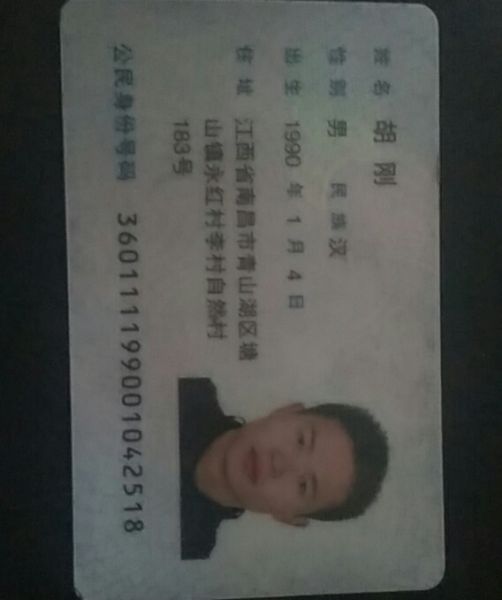 姓名 胡刚
性别 男 民族 汉
出生 1990 年 1 月 4 日
住址 江西省南昌市青山湖区塘
山镇永红村李村自然村
183号
公民身份号码 360111199001042518